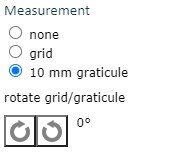 Measurement
none
grid
10 mm graticule
rotate grid/graticule
0°